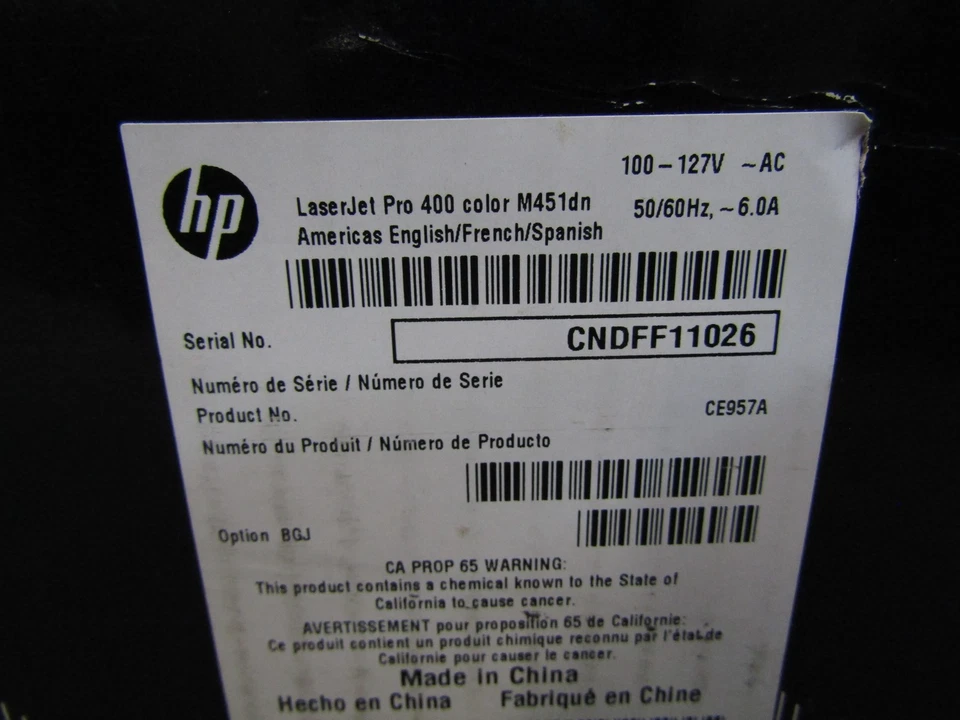 hp
100-127V ~AC
LaserJet Pro 400 color M451dn
50/60Hz, ~6.0A
Americas English/French/Spanish
Serial No.
CNDFF11026
Numéro de Série / Número de Serie
Product No.
CE957A
Numéro du Produit / Número de Producto
Option BGJ
CA PROP 65 WARNING:
This product contains a chemical known to the State of
California to cause cancer.
AVERTISSEMENT pour proposition 65 de Californie:
Ce produit contient un produit chimique reconnu par l'état de
Californie pour causer le cancer.
Made in China
Hecho en China Fabriqué en Chine